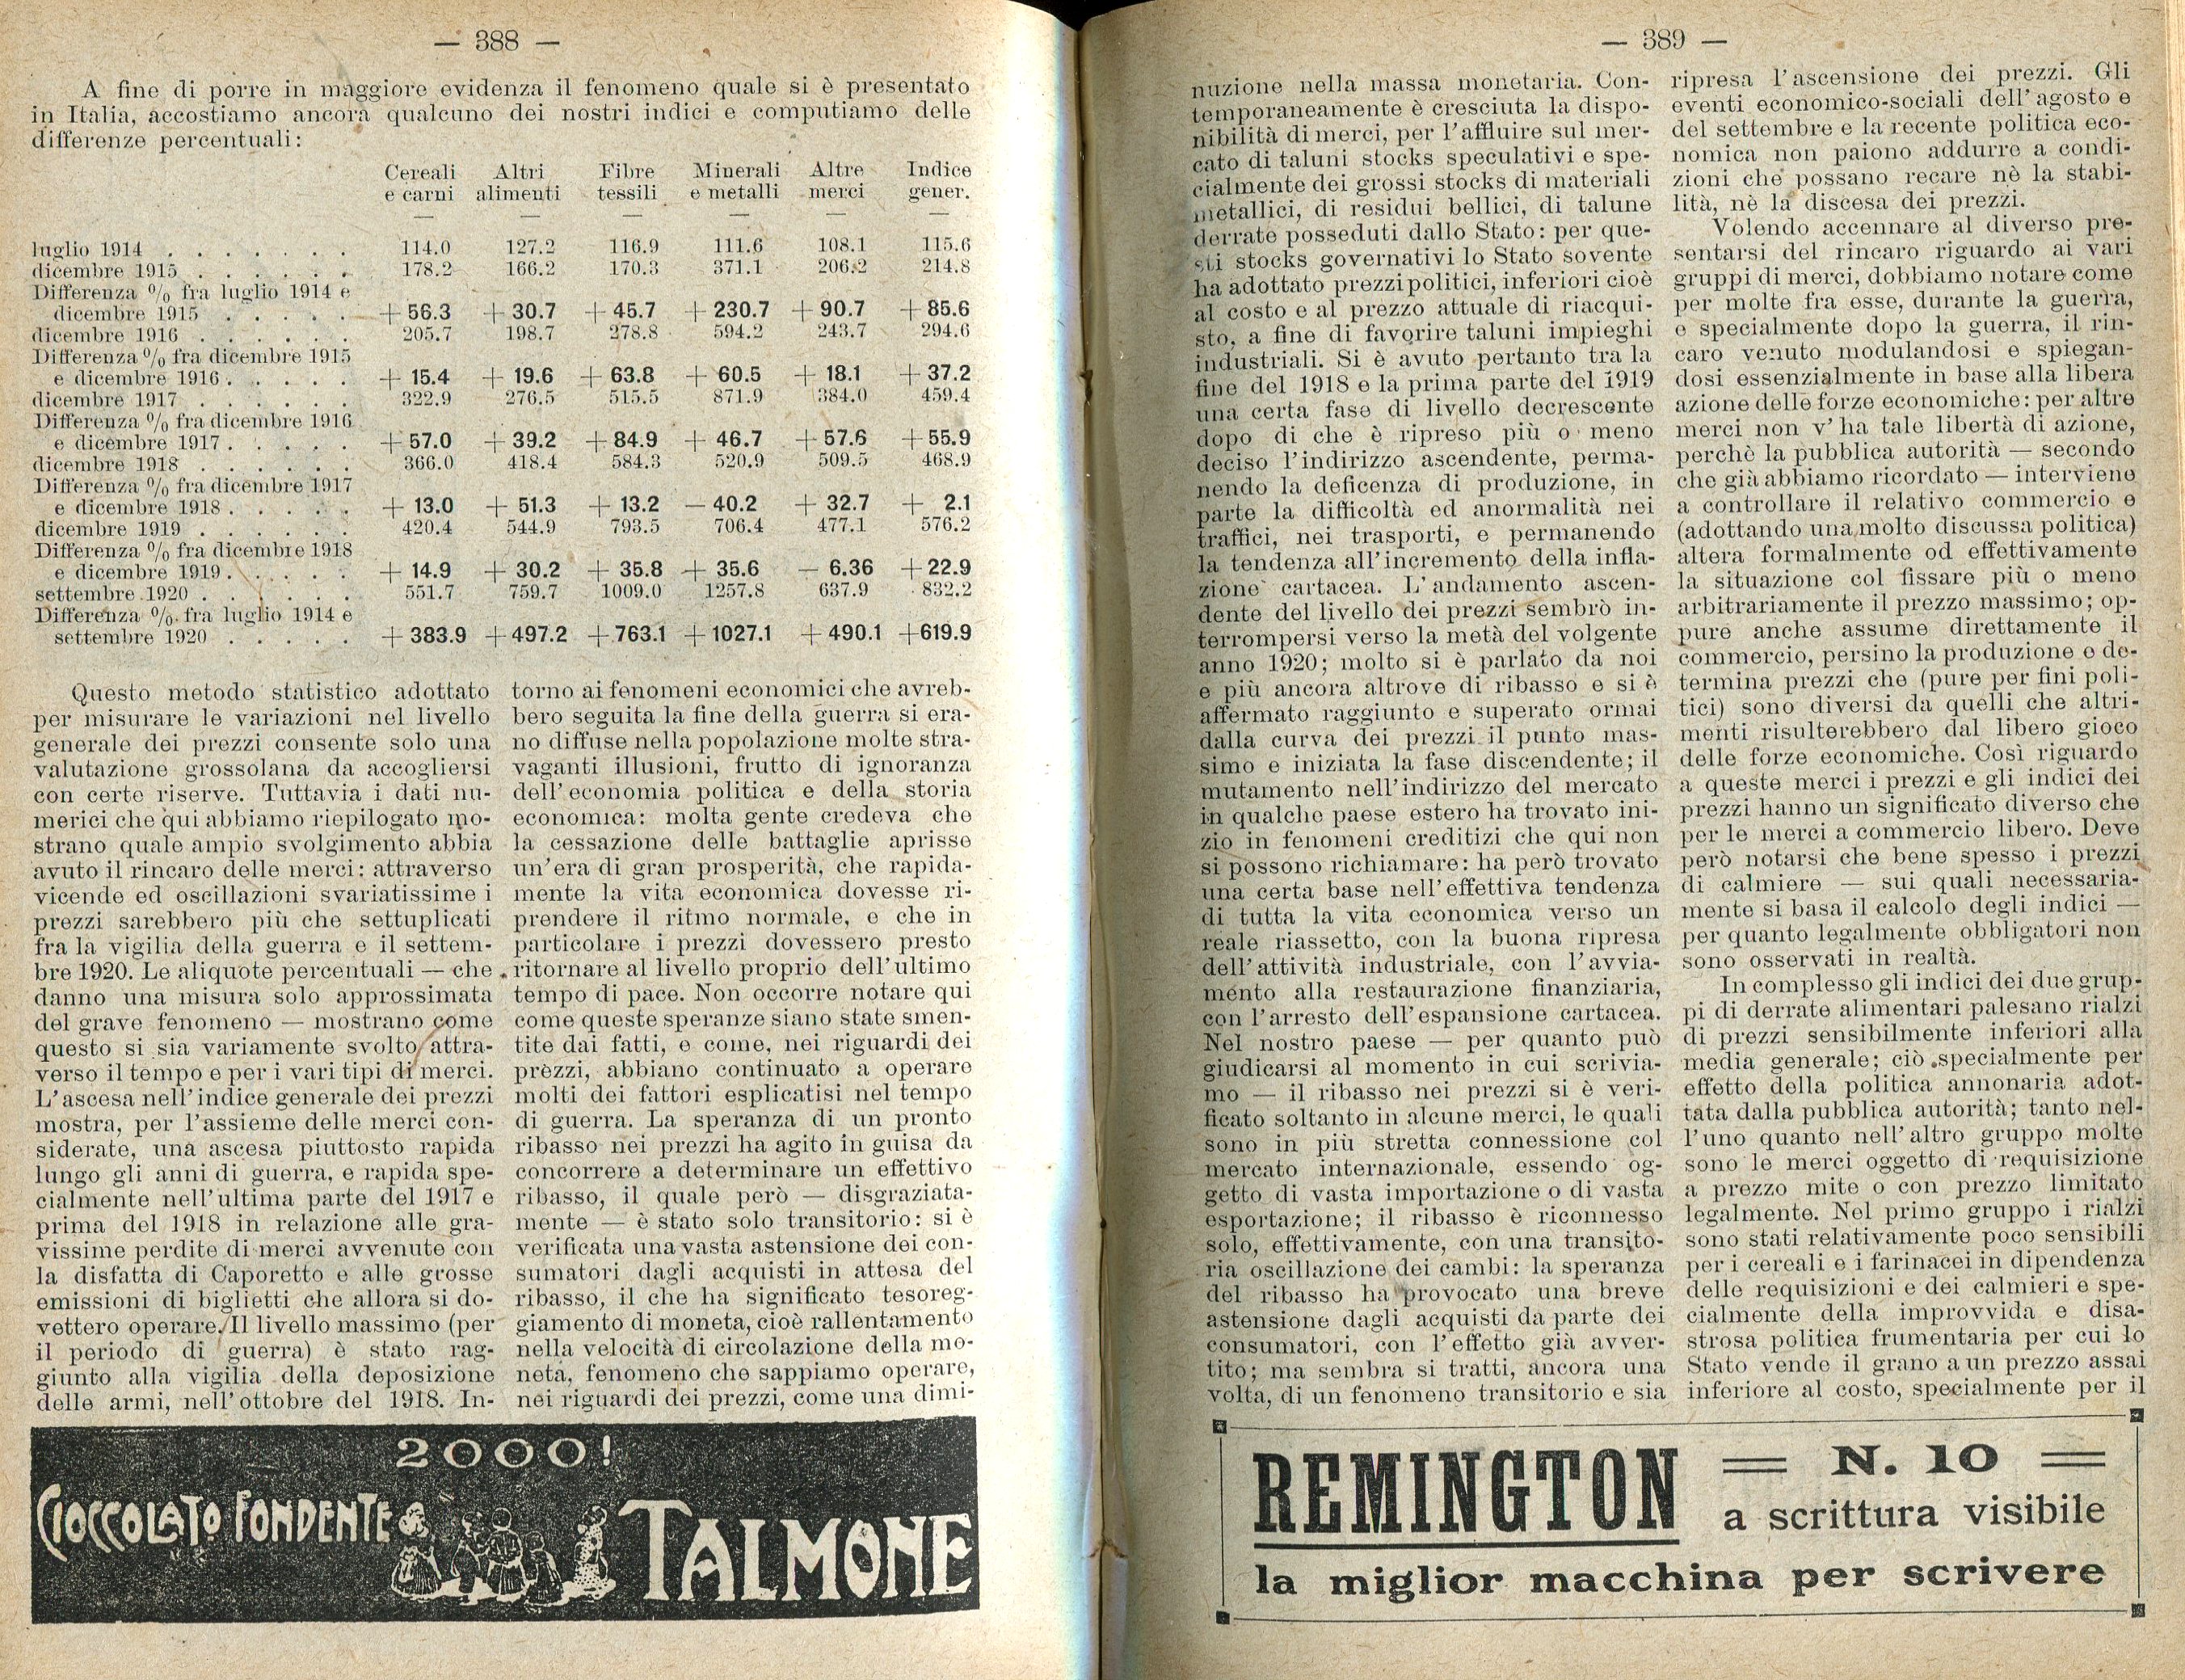 — 388 —
A fine di porre in maggiore evidenza il fenomeno quale si è presentato
in Italia, accostiamo ancora qualcuno dei nostri indici e computiamo delle
differenze percentuali:
Cereali Altri Fibre Minerali Altre Indice
e carni alimenti tessili e metalli merci gener.
luglio 1914 . . . . . . . 114.0 127.2 116.9 111.6 108.1 115.6
dicembre 1915 . . . . . . 178.2 166.2 170.3 371.1 206.2 214.8
Differenza % fra luglio 1914 e
dicembre 1915 . . . . . + 56.3 + 30.7 + 45.7 + 230.7 + 90.7 + 85.6
dicembre 1916 . . . . . . 205.7 198.7 278.8 594.2 243.7 294.6
Differenza % fra dicembre 1915
e dicembre 1916 . . . . . + 15.4 + 19.6 + 63.8 + 60.5 + 18.1 + 37.2
dicembre 1917 . . . . . . 322.9 276.5 515.5 871.9 384.0 459.4
Differenza % fra dicembre 1916
e dicembre 1917 . . . . . + 57.0 + 39.2 + 84.9 + 46.7 + 57.6 + 55.9
dicembre 1918 . . . . . . 366.0 418.4 584.3 520.9 509.5 468.9
Differenza % fra dicembre 1917
e dicembre 1918 . . . . . + 13.0 + 51.3 + 13.2 — 40.2 + 32.7 + 2.1
dicembre 1919 . . . . . . 420.4 544.9 793.5 706.4 477.1 576.2
Differenza % fra dicembre 1918
e dicembre 1919 . . . . . + 14.9 + 30.2 + 35.8 + 35.6 — 6.36 + 22.9
settembre 1920 . . . . . . 551.7 759.7 1009.0 1257.8 637.9 832.2
Differenza % fra luglio 1914 e
settembre 1920 . . . . . + 383.9 + 497.2 + 763.1 + 1027.1 + 490.1 + 619.9
Questo metodo statistico adottato
per misurare le variazioni nel livello
generale dei prezzi consente solo una
valutazione grossolana da accogliersi
con certe riserve. Tuttavia i dati nu-
merici che qui abbiamo riepilogato mo-
strano quale ampio svolgimento abbia
avuto il rincaro delle merci: attraverso
vicende ed oscillazioni svariatissime i
prezzi sarebbero più che settuplicati
fra la vigilia della guerra e il settem-
bre 1920. Le aliquote percentuali — che
danno una misura solo approssimata
del grave fenomeno — mostrano come
questo si sia variamente svolto attra-
verso il tempo e per i vari tipi di merci.
L'ascesa nell'indice generale dei prezzi
mostra, per l'assieme delle merci con-
siderate, una ascesa piuttosto rapida
lungo gli anni di guerra, e rapida spe-
cialmente nell'ultima parte del 1917 e
prima del 1918 in relazione alle gra-
vissime perdite di merci avvenute con
la disfatta di Caporetto e alle grosse
emissioni di biglietti che allora si do-
vettero operare. Il livello massimo (per
il periodo di guerra) è stato rag-
giunto alla vigilia della deposizione
delle armi, nell'ottobre del 1918. In-
torno ai fenomeni economici che avreb-
bero seguita la fine della guerra si era-
no diffuse nella popolazione molte stra-
vaganti illusioni, frutto di ignoranza
dell'economia politica e della storia
economica: molta gente credeva che
la cessazione delle battaglie aprisse
un'era di gran prosperità, che rapida-
mente la vita economica dovesse ri-
prendere il ritmo normale, e che in
particolare i prezzi dovessero presto
ritornare al livello proprio dell'ultimo
tempo di pace. Non occorre notare qui
come queste speranze siano state smen-
tite dai fatti, e come, nei riguardi dei
prezzi, abbiano continuato a operare
molti dei fattori esplicatisi nel tempo
di guerra. La speranza di un pronto
ribasso nei prezzi ha agito in guisa da
concorrere a determinare un effettivo
ribasso, il quale però — disgraziata-
mente — è stato solo transitorio: si è
verificata una vasta astensione dei con-
sumatori dagli acquisti in attesa del
ribasso, il che ha significato tesoreg-
giamento di moneta, cioè rallentamento
nella velocità di circolazione della mo-
neta, fenomeno che sappiamo operare,
nei riguardi dei prezzi, come una dimi-
2000!
CIOCCOLATO FONDENTE TALMONE
— 389 —
nuzione nella massa monetaria. Con-
temporaneamente è cresciuta la dispo-
nibilità di merci, per l'affluire sul mer-
cato di taluni stocks speculativi e spe-
cialmente dei grossi stocks di materiali
metallici, di residui bellici, di talune
derrate posseduti dallo Stato: per que-
sti stocks governativi lo Stato sovente
ha adottato prezzi politici, inferiori cioè
al costo e al prezzo attuale di riacqui-
sto, a fine di favorire taluni impieghi
industriali. Si è avuto pertanto tra la
fine del 1918 e la prima parte del 1919
una certa fase di livello decrescente
dopo di che è ripreso più o meno
deciso l'indirizzo ascendente, perma-
nendo la deficenza di produzione, in
parte la difficoltà ed anormalità nei
traffici, nei trasporti, e permanendo
la tendenza all'incremento della infla-
zione cartacea. L'andamento ascen-
dente del livello dei prezzi sembrò in-
terrompersi verso la metà del volgente
anno 1920; molto si è parlato da noi
e più ancora altrove di ribasso e si è
affermato raggiunto e superato ormai
dalla curva dei prezzi il punto mas-
simo e iniziata la fase discendente; il
mutamento nell'indirizzo del mercato
in qualche paese estero ha trovato ini-
zio in fenomeni creditizi che qui non
si possono richiamare: ha però trovato
una certa base nell'effettiva tendenza
di tutta la vita economica verso un
reale riassetto, con la buona ripresa
dell'attività industriale, con l'avvia-
mento alla restaurazione finanziaria,
con l'arresto dell'espansione cartacea.
Nel nostro paese — per quanto può
giudicarsi al momento in cui scrivia-
mo — il ribasso nei prezzi si è veri-
ficato soltanto in alcune merci, le quali
sono in più stretta connessione col
mercato internazionale, essendo og-
getto di vasta importazione o di vasta
esportazione; il ribasso è riconnesso
solo, effettivamente, con una transito-
ria oscillazione dei cambi: la speranza
del ribasso ha provocato una breve
astensione dagli acquisti da parte dei
consumatori, con l'effetto già avver-
tito; ma sembra si tratti, ancora una
volta, di un fenomeno transitorio e sia
ripresa l'ascensione dei prezzi. Gli
eventi economico-sociali dell'agosto e
del settembre e la recente politica eco-
nomica non paiono addurre a condi-
zioni che possano recare nè la stabi-
lità, nè la discesa dei prezzi.
Volendo accennare al diverso pre-
sentarsi del rincaro riguardo ai vari
gruppi di merci, dobbiamo notare come
per molte fra esse, durante la guerra,
e specialmente dopo la guerra, il rin-
caro venuto modulandosi e spiegan-
dosi essenzialmente in base alla libera
azione delle forze economiche: per altre
merci non v'ha tale libertà di azione,
perchè la pubblica autorità — secondo
che già abbiamo ricordato — interviene
a controllare il relativo commercio e
(adottando una molto discussa politica)
altera formalmente od effettivamente
la situazione col fissare più o meno
arbitrariamente il prezzo massimo; op-
pure anche assume direttamente il
commercio, persino la produzione e de-
termina prezzi che (pure per fini poli-
tici) sono diversi da quelli che altri-
menti risulterebbero dal libero gioco
delle forze economiche. Così riguardo
a queste merci i prezzi e gli indici dei
prezzi hanno un significato diverso che
per le merci a commercio libero. Deve
però notarsi che bene spesso i prezzi
di calmiere — sui quali necessaria-
mente si basa il calcolo degli indici —
per quanto legalmente obbligatori non
sono osservati in realtà.
In complesso gli indici dei due grup-
pi di derrate alimentari palesano rialzi
di prezzi sensibilmente inferiori alla
media generale; ciò specialmente per
effetto della politica annonaria adot-
tata dalla pubblica autorità; tanto nel-
l'uno quanto nell'altro gruppo molte
sono le merci oggetto di requisizione
a prezzo mite o con prezzo limitato
legalmente. Nel primo gruppo i rialzi
sono stati relativamente poco sensibili
per i cereali e i farinacei in dipendenza
delle requisizioni e dei calmieri e spe-
cialmente della improvvida e disa-
strosa politica frumentaria per cui lo
Stato vende il grano a un prezzo assai
inferiore al costo, specialmente per il
REMINGTON N. 10
a scrittura visibile
la miglior macchina per scrivere